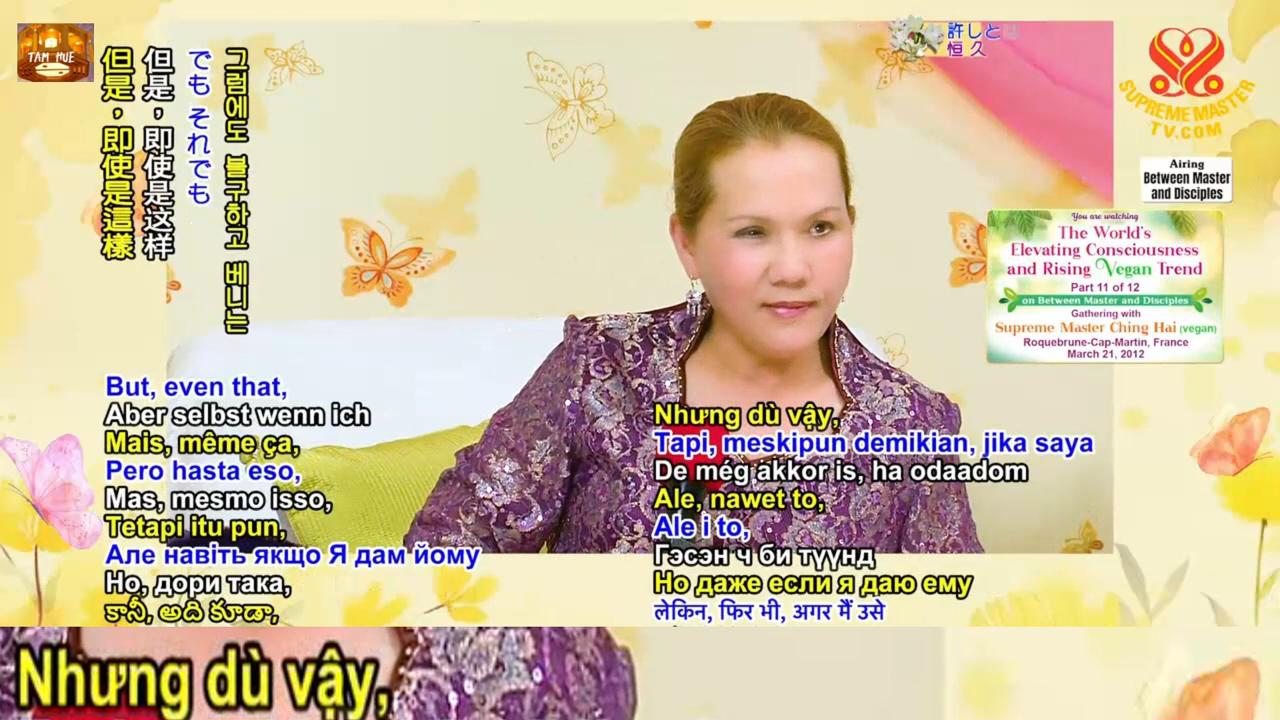 TAM HUE
但是，即使是這樣
但是，即使是这样
でも それでも
그럼에도 불구하고 베니는
許しとは
恒久
SUPREMEMASTER
TV.COM
Airing
Between Master
and Disciples
You are watching
The World's
Elevating Consciousness
and Rising Vegan Trend
Part 11 of 12
on Between Master and Disciples
Gathering with
Supreme Master Ching Hai (vegan)
Roquebrune-Cap-Martin, France
March 21, 2012
But, even that,
Aber selbst wenn ich
Mais, même ça,
Pero hasta eso,
Mas, mesmo isso,
Tetapi itu pun,
Але навіть якщо Я дам йому
Но, дори така,
కానీ, అది కూడా,
Nhưng dù vậy,
Tapi, meskipun demikian, jika saya
De még akkor is, ha odaadom
Ale, nawet to,
Ale i to,
Гэсэн ч би түүнд
Но даже если я даю ему
लेकिन, फिर भी, अगर मैं उसे
Nhưng dù vậy,